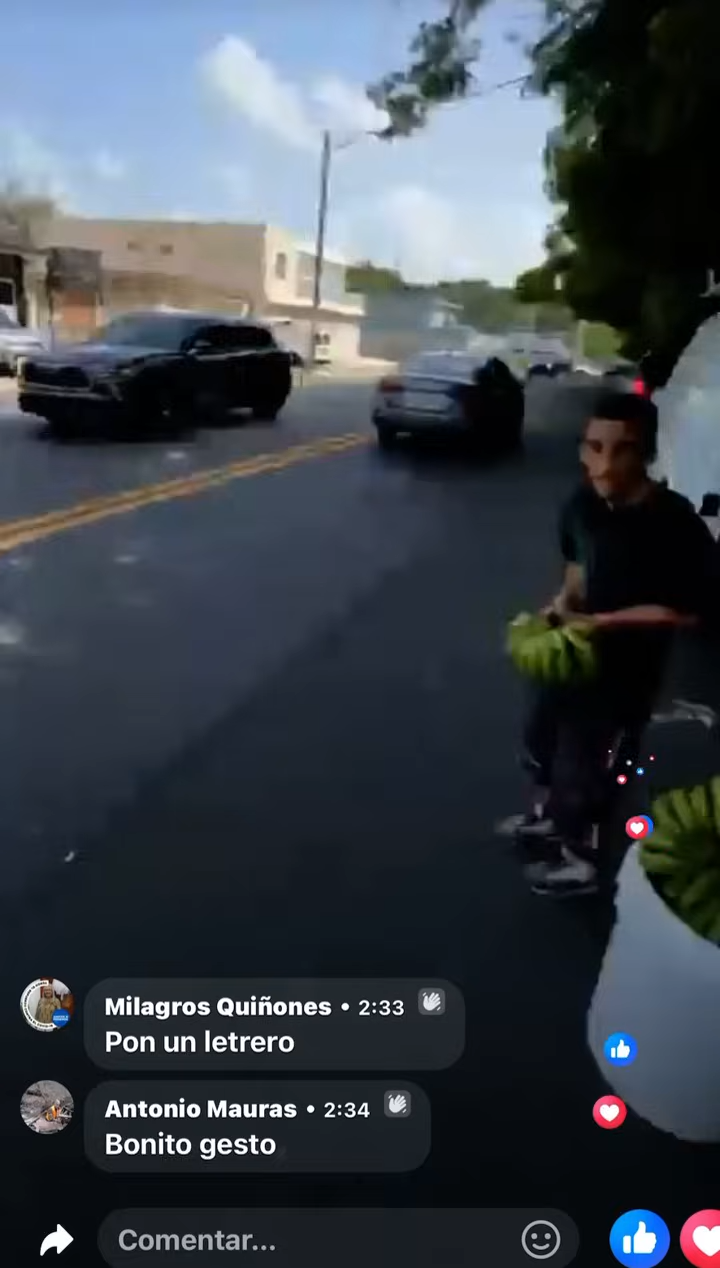 Milagros Quiñones • 2:33
Pon un letrero
Antonio Mauras • 2:34
Bonito gesto
Comentar...